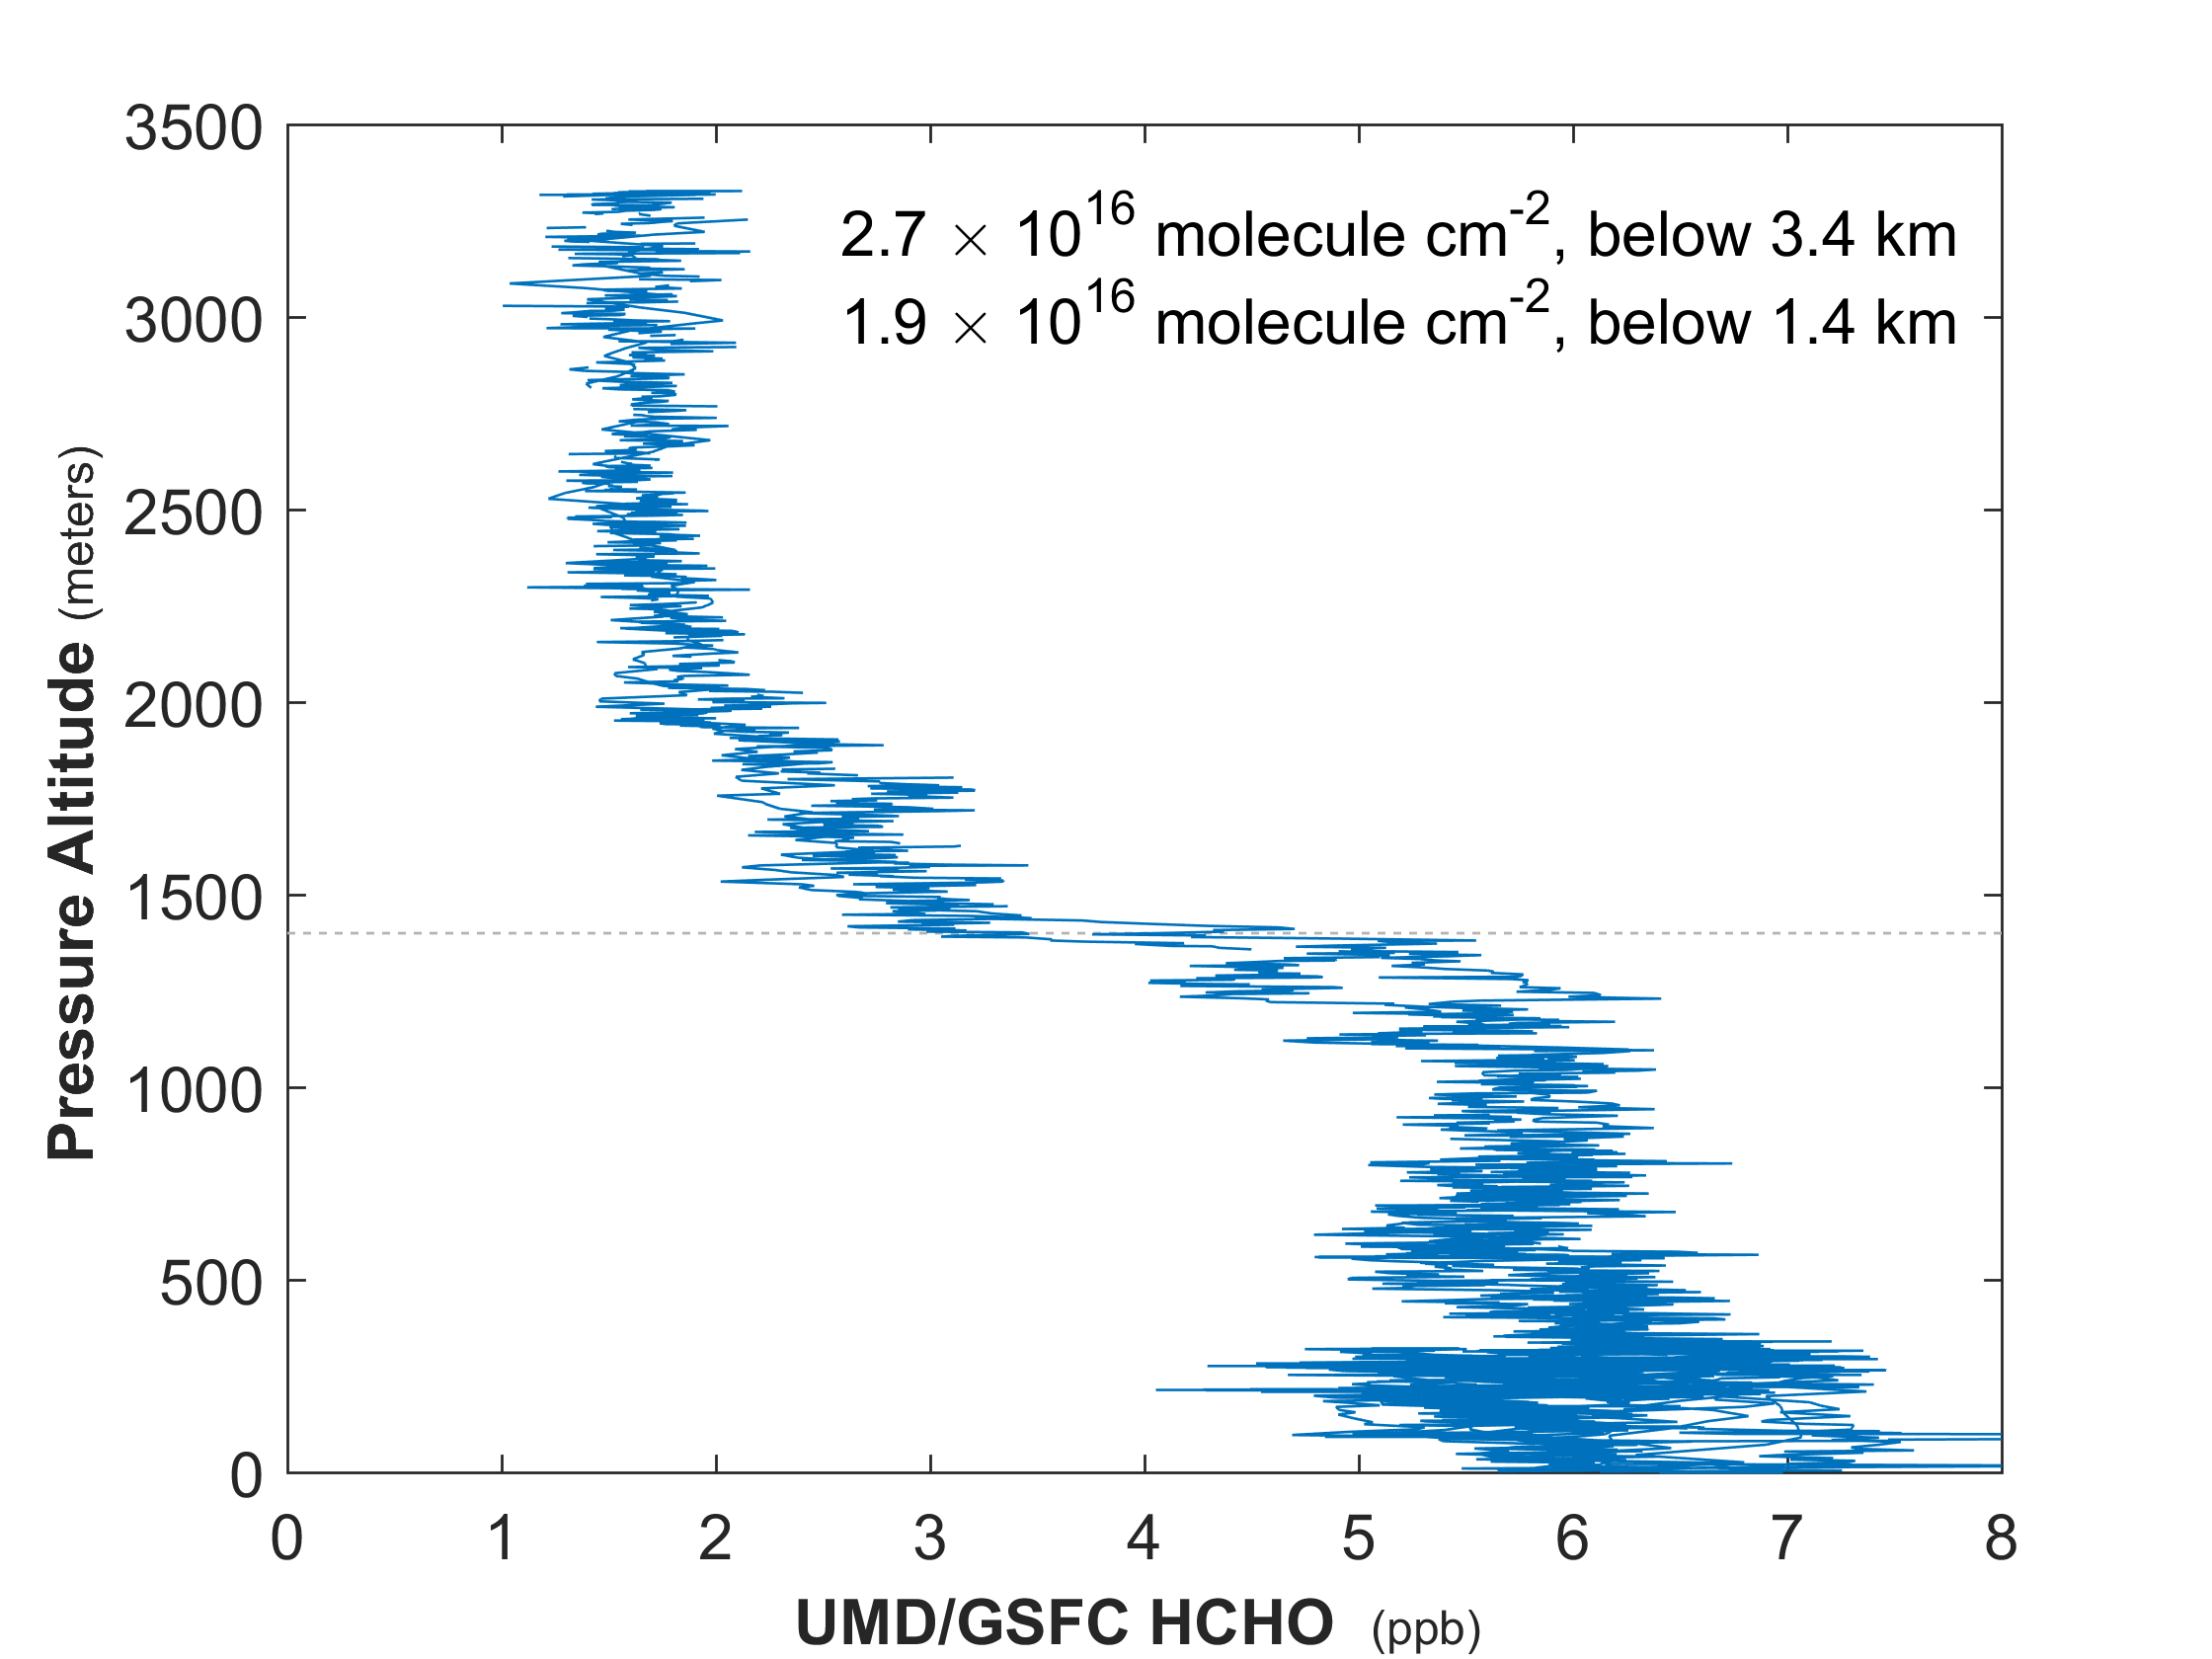 3500
2.7 × 10^16 molecule cm^-2, below 3.4 km
1.9 × 10^16 molecule cm^-2, below 1.4 km
3000
2500
2000
1500
1000
500
0
Pressure Altitude (meters)
0 1 2 3 4 5 6 7 8
UMD/GSFC HCHO (ppb)